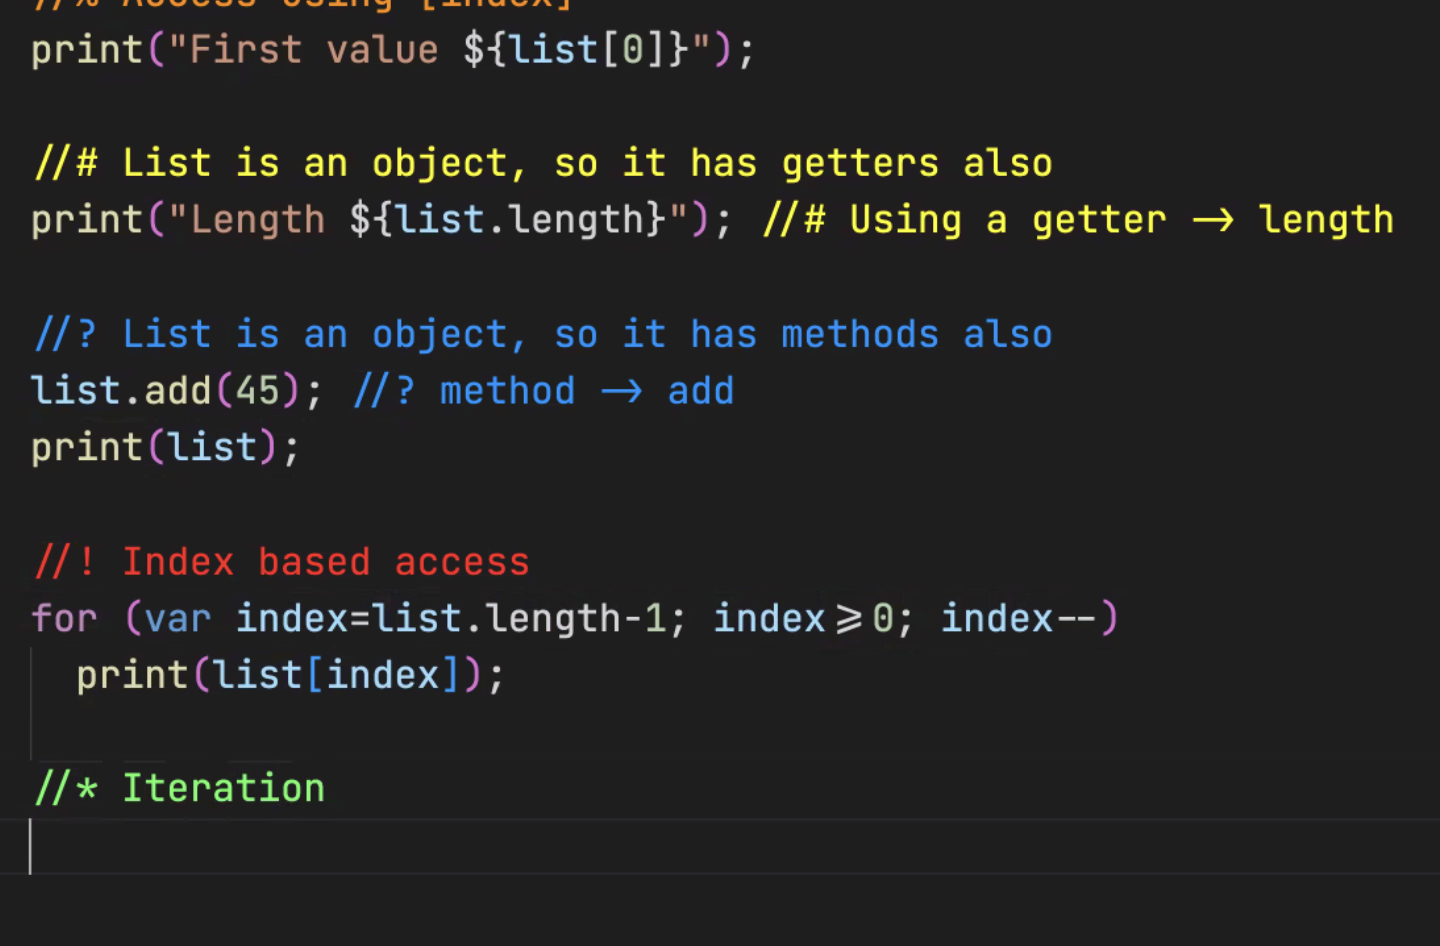 //% Access using [index]
print("First value ${list[0]}");
//# List is an object, so it has getters also
print("Length ${list.length}"); //# Using a getter -> length
//? List is an object, so it has methods also
list.add(45); //? method -> add
print(list);
//! Index based access
for (var index=list.length-1; index>=0; index--)
print(list[index]);
//* Iteration